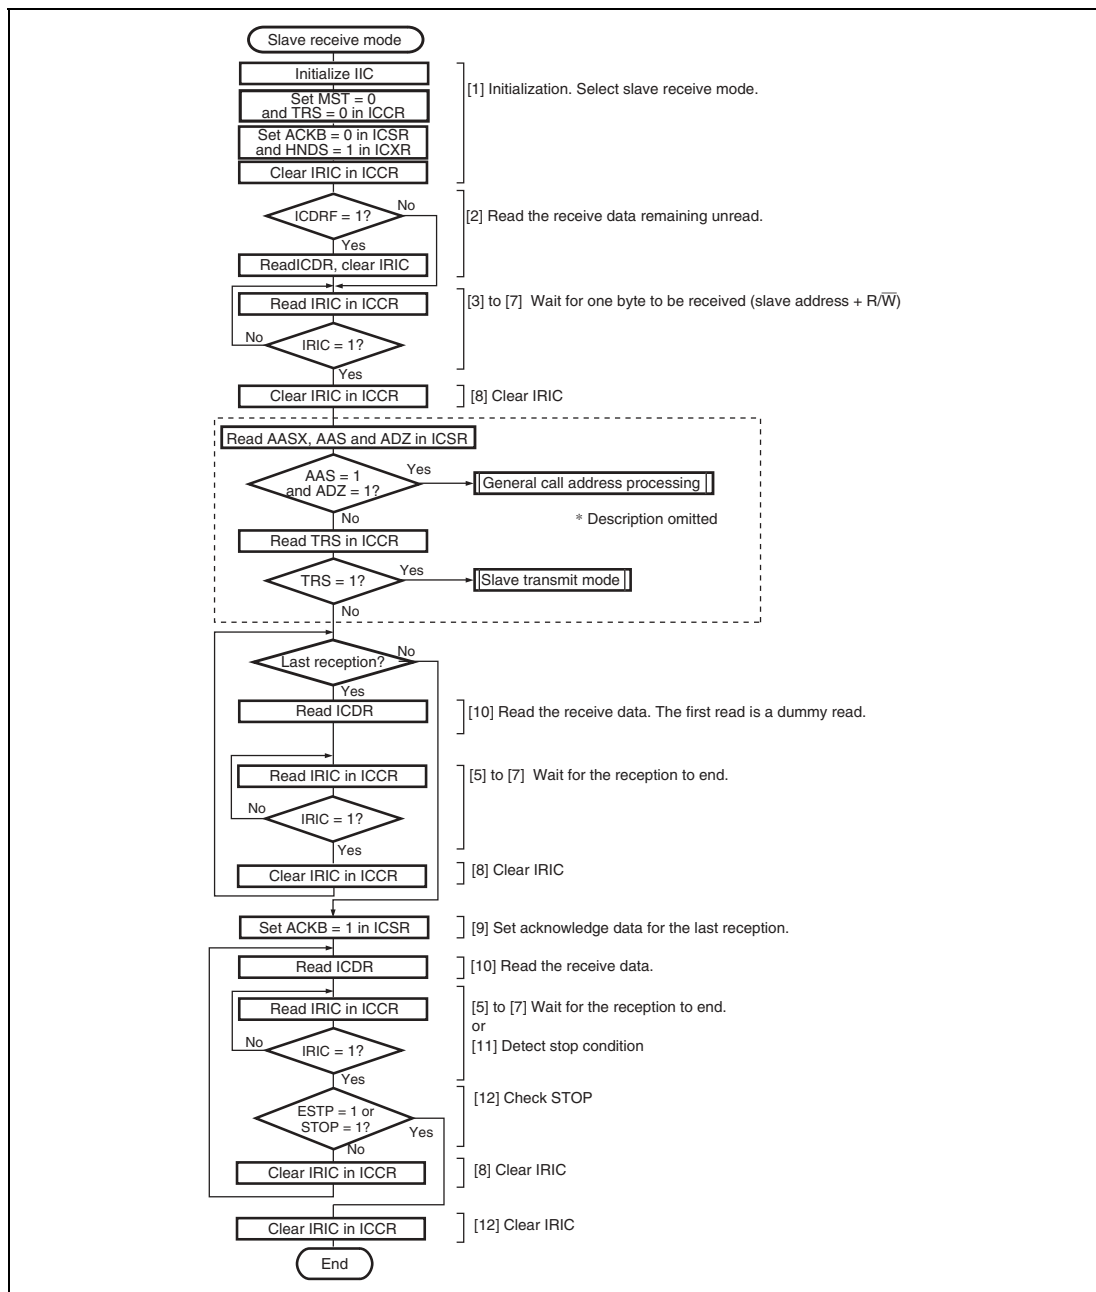 Slave receive mode
Initialize IIC
Set MST = 0
and TRS = 0 in ICCR
[1] Initialization. Select slave receive mode.
Set ACKB = 0 in ICSR
and HNDS = 1 in ICXR
Clear IRIC in ICCR
ICDRF = 1?
No
[2] Read the receive data remaining unread.
Yes
ReadICDR, clear IRIC
Read IRIC in ICCR
[3] to [7] Wait for one byte to be received (slave address + R/W̅)
No
IRIC = 1?
Yes
Clear IRIC in ICCR
[8] Clear IRIC
Read AASX, AAS and ADZ in ICSR
AAS = 1
and ADZ = 1?
Yes
General call address processing
No
* Description omitted
Read TRS in ICCR
TRS = 1?
Yes
Slave transmit mode
No
Last reception?
No
Yes
Read ICDR
[10] Read the receive data. The first read is a dummy read.
Read IRIC in ICCR
[5] to [7] Wait for the reception to end.
No
IRIC = 1?
Yes
Clear IRIC in ICCR
[8] Clear IRIC
Set ACKB = 1 in ICSR
[9] Set acknowledge data for the last reception.
Read ICDR
[10] Read the receive data.
Read IRIC in ICCR
[5] to [7] Wait for the reception to end.
or
[11] Detect stop condition
No
IRIC = 1?
Yes
ESTP = 1 or
STOP = 1?
[12] Check STOP
Yes
No
Clear IRIC in ICCR
[8] Clear IRIC
Clear IRIC in ICCR
[12] Clear IRIC
End